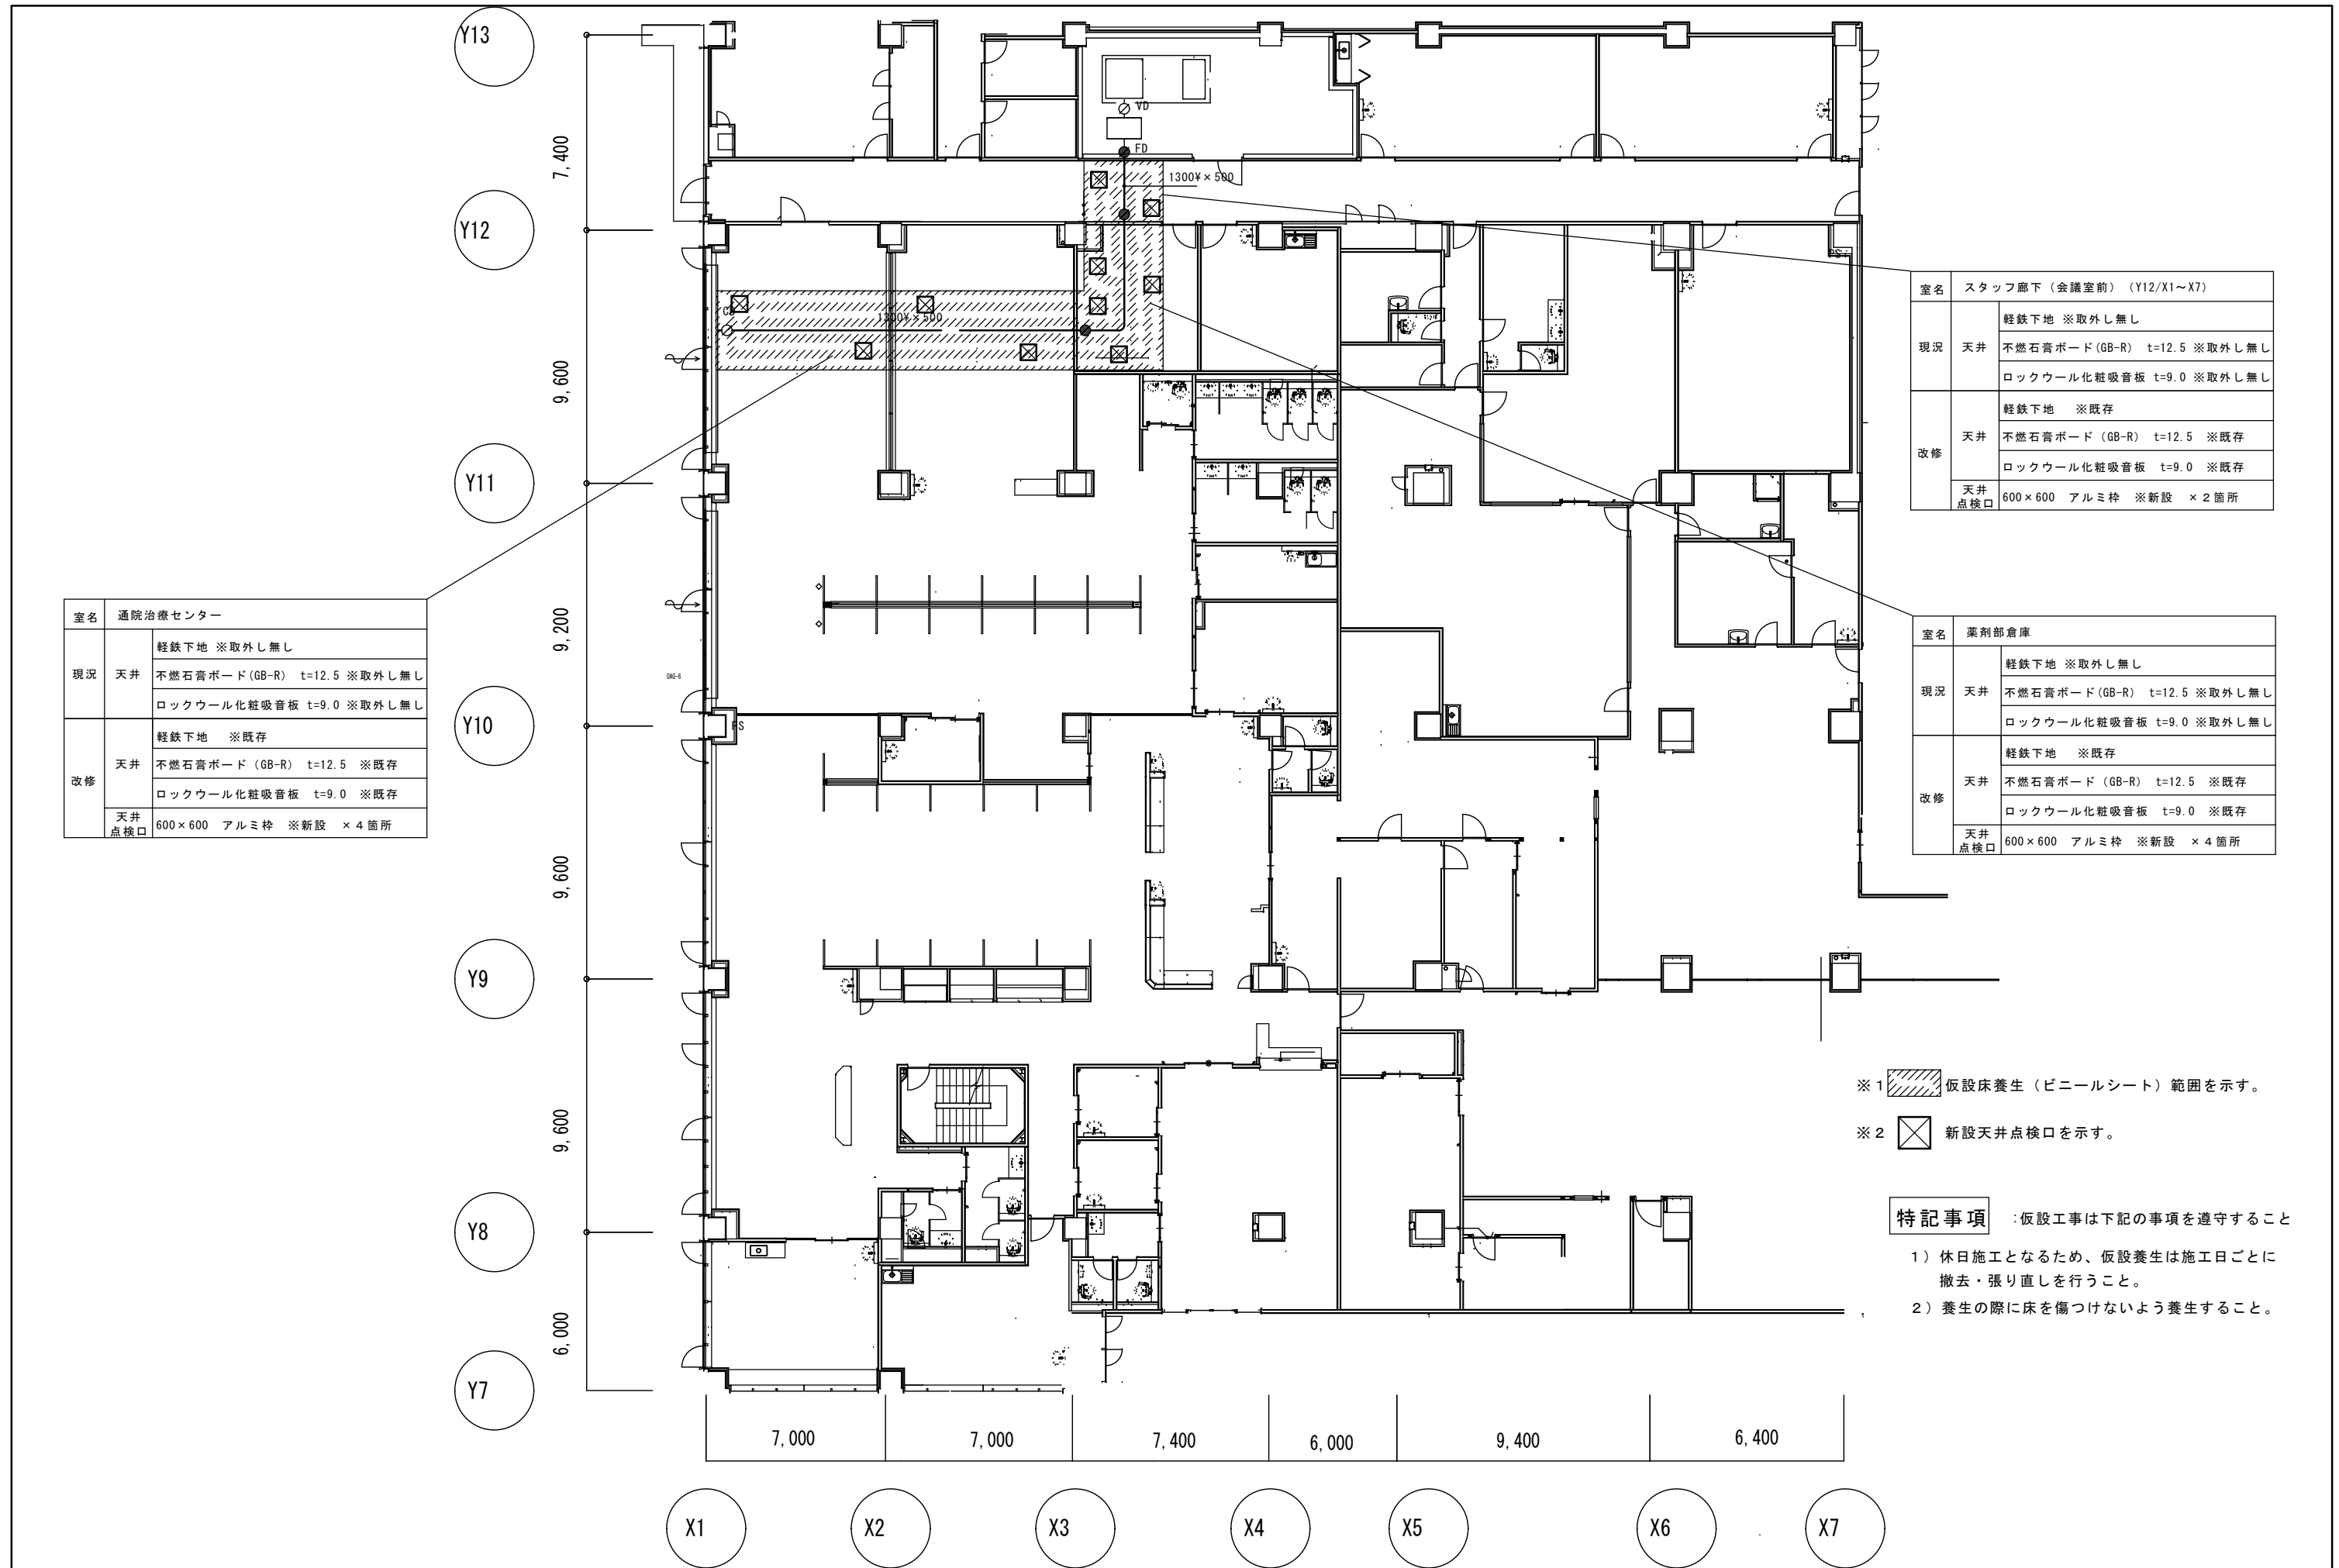 Y13
Y12
Y11
Y10
Y9
Y8
Y7
7,400
9,600
9,200
9,600
9,600
6,000
VD
FD
1300¥×500
1300¥×500
OAG-6
室名 スタッフ廊下（会議室前）（Y12/X1～X7）
現況 天井 軽鉄下地 ※取外し無し
不燃石膏ボード(GB-R) t=12.5 ※取外し無し
ロックウール化粧吸音板 t=9.0 ※取外し無し
改修 天井 軽鉄下地 ※既存
不燃石膏ボード（GB-R） t=12.5 ※既存
ロックウール化粧吸音板 t=9.0 ※既存
天井点検口 600×600 アルミ枠 ※新設 ×２箇所
室名 通院治療センター
現況 天井 軽鉄下地 ※取外し無し
不燃石膏ボード(GB-R) t=12.5 ※取外し無し
ロックウール化粧吸音板 t=9.0 ※取外し無し
改修 天井 軽鉄下地 ※既存
不燃石膏ボード（GB-R） t=12.5 ※既存
ロックウール化粧吸音板 t=9.0 ※既存
天井点検口 600×600 アルミ枠 ※新設 ×４箇所
室名 薬剤部倉庫
現況 天井 軽鉄下地 ※取外し無し
不燃石膏ボード(GB-R) t=12.5 ※取外し無し
ロックウール化粧吸音板 t=9.0 ※取外し無し
改修 天井 軽鉄下地 ※既存
不燃石膏ボード（GB-R） t=12.5 ※既存
ロックウール化粧吸音板 t=9.0 ※既存
天井点検口 600×600 アルミ枠 ※新設 ×４箇所
※１ 仮設床養生（ビニールシート）範囲を示す。
※２ 新設天井点検口を示す。
特記事項 :仮設工事は下記の事項を遵守すること
１）休日施工となるため、仮設養生は施工日ごとに
撤去・張り直しを行うこと。
２）養生の際に床を傷つけないよう養生すること。
7,000
7,000
7,400
6,000
9,400
6,400
X1
X2
X3
X4
X5
X6
X7